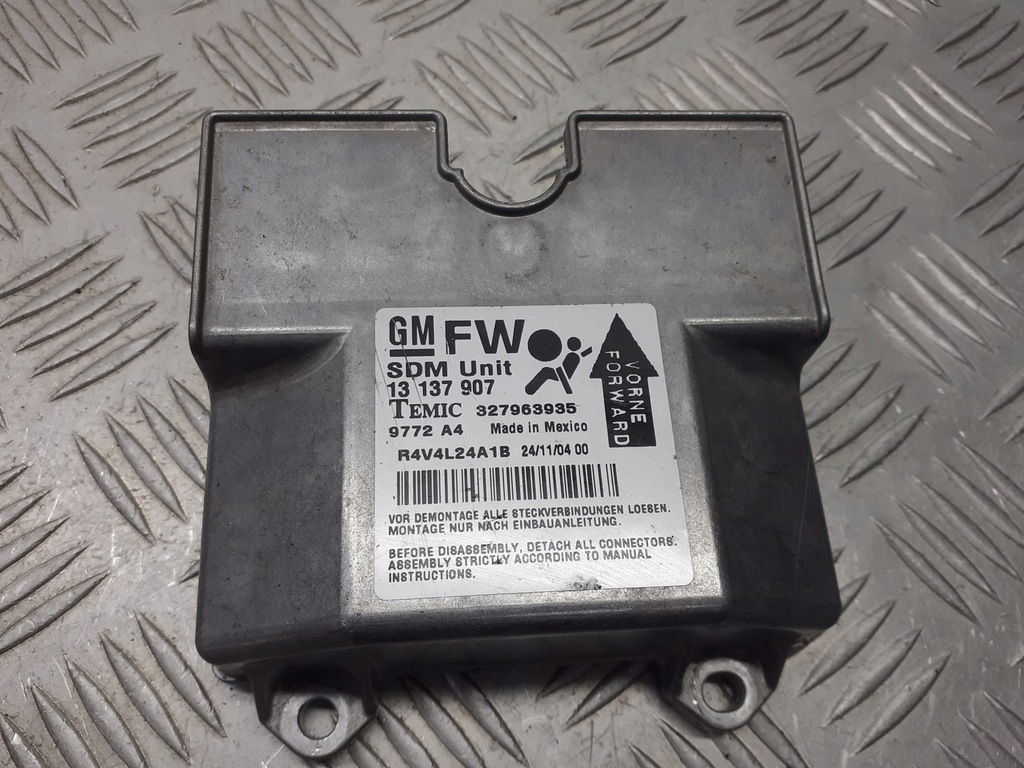 GM FW
SDM Unit
13 137 907
TEMIC 327963935
9772 A4 Made in Mexico
R4V4L24A1B 24/11/04 00
VORNE
FORWARD
VOR DEMONTAGE ALLE STECKVERBINDUNGEN LOESEN.
MONTAGE NUR NACH EINBAUANLEITUNG.
BEFORE DISASSEMBLY, DETACH ALL CONNECTORS.
ASSEMBLY STRICTLY ACCORDING TO MANUAL
INSTRUCTIONS.